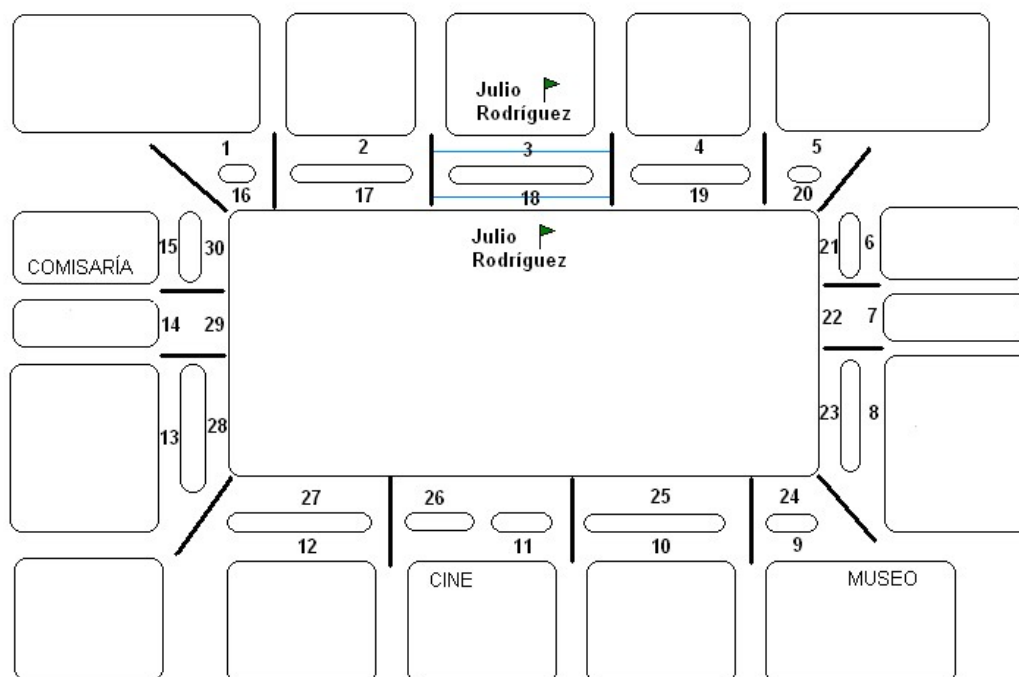 Julio
Rodríguez
1 2 3 4 5
16 17 18 19 20
Julio
Rodríguez
COMISARÍA
15 30
21 6
14 29
22 7
13 28
23 8
27 26 25 24
12 11 10 9
CINE
MUSEO